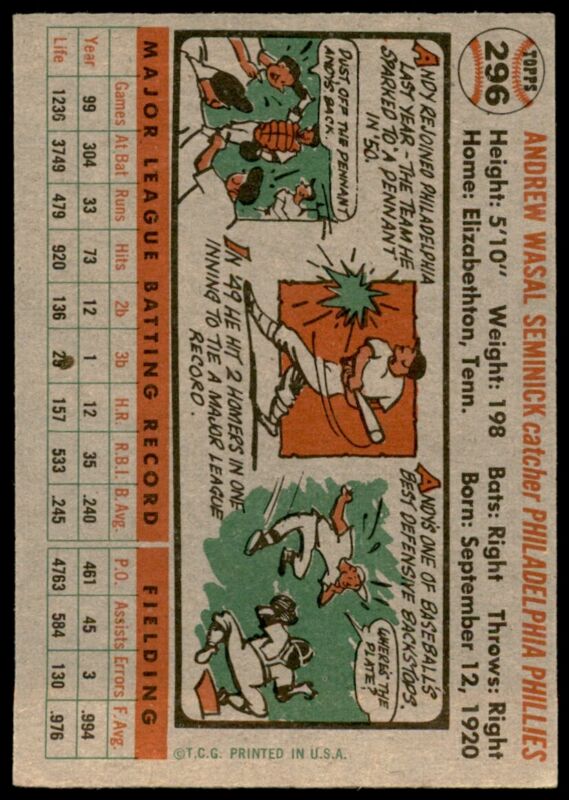 TOPPS
296
ANDREW WASAL SEMINICK catcher PHILADELPHIA PHILLIES
Height: 5'10" Weight: 198 Bats: Right Throws: Right
Home: Elizabethton, Tenn. Born: September 12, 1920
ANDY REJOINED PHILADELPHIA
LAST YEAR - THE TEAM HE
SPARKED TO A PENNANT
IN '50.
DUST OFF THE PENNANT
ANDY'S BACK.
IN '49 HE HIT 2 HOMERS IN ONE
INNING TO TIE A MAJOR LEAGUE
RECORD.
ANDY'S ONE OF BASEBALL'S
BEST DEFENSIVE BACKSTOPS.
WHERE'S THE
PLATE?
MAJOR LEAGUE BATTING RECORD FIELDING
Games At Bat Runs Hits 2b 3b H.R. R.B.I. B.Avg. P.O. Assists Errors F.Avg.
Year 99 304 33 73 12 1 12 35 .240 461 45 3 .994
Life 1236 3749 479 920 136 25 157 533 .245 4763 584 130 .976
©T.C.G. PRINTED IN U.S.A.